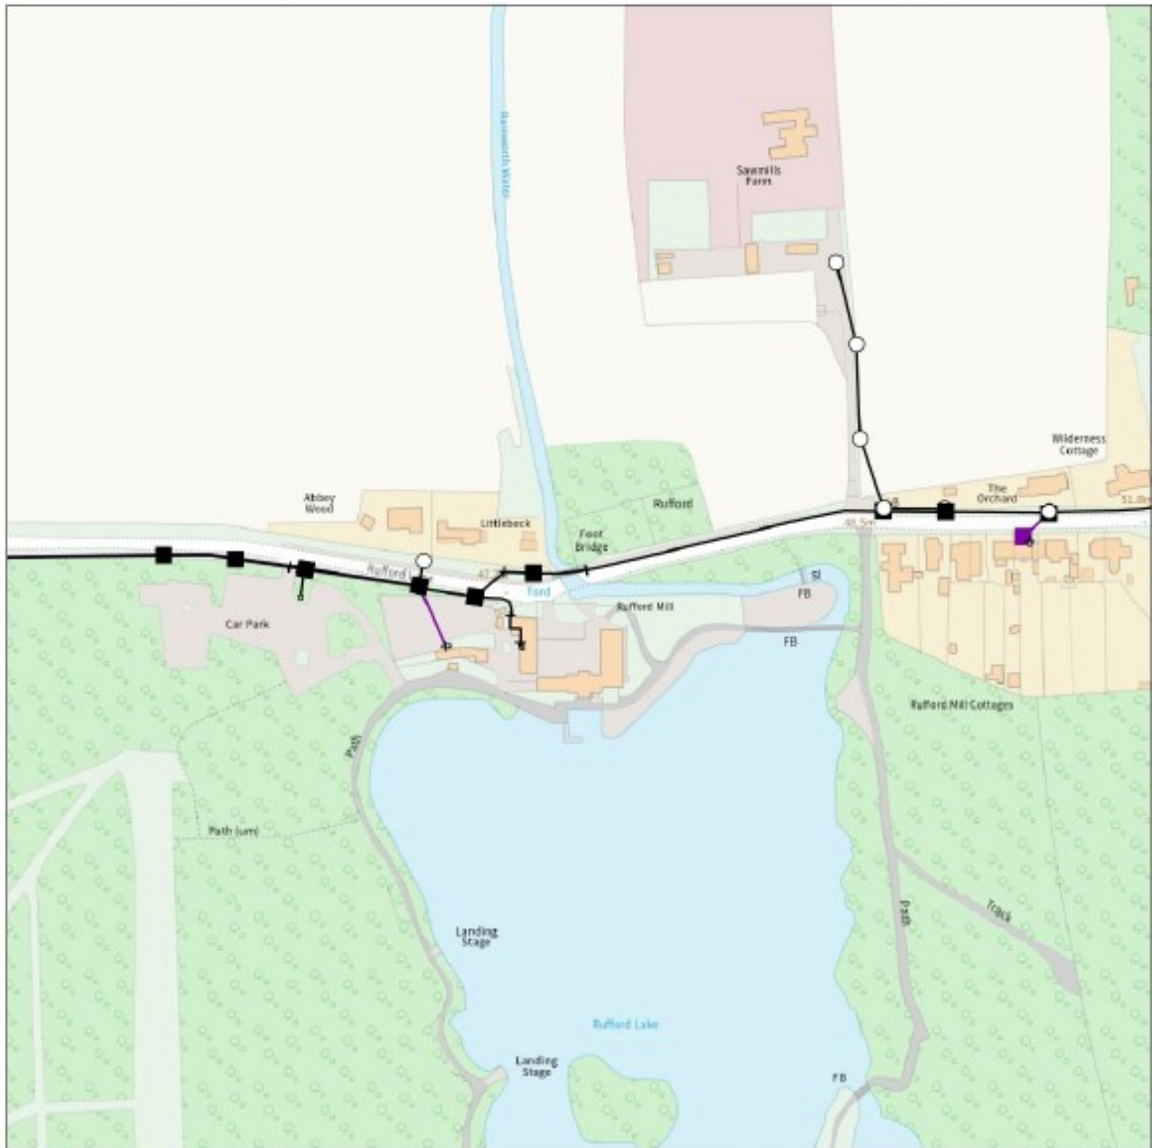 Rainworth Water
Sawmills
Farm
Wilderness
Cottage
The
Orchard
51.8m
Abbey
Wood
Rufford
Littlebeck
Foot
Bridge
48.5m
Rufford
Ford
FB
Rufford Mill
Car Park
FB
Rufford Mill Cottages
Path
Path (um)
Track
Path
Landing
Stage
Rufford Lake
Landing
Stage
FB